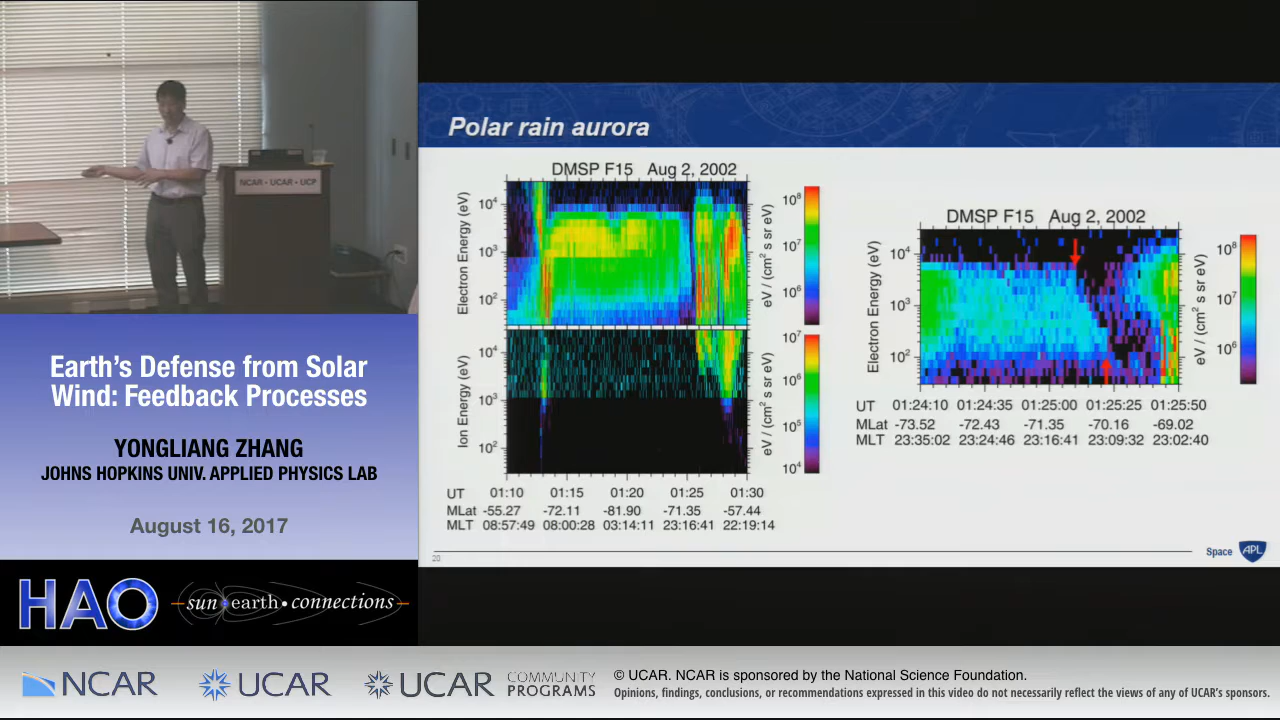 NCAR • UCAR • UCP
Earth's Defense from Solar
Wind: Feedback Processes
YONGLIANG ZHANG
JOHNS HOPKINS UNIV. APPLIED PHYSICS LAB
August 16, 2017
HAO
sun • earth • connections
Polar rain aurora
DMSP F15 Aug 2, 2002
Electron Energy (eV)
10⁴
10³
10²
10⁸
10⁷
10⁶
eV / (cm² s sr eV)
Ion Energy (eV)
10⁴
10³
10²
10⁷
10⁶
10⁵
10⁴
eV / (cm² s sr eV)
UT 01:10 01:15 01:20 01:25 01:30
MLat -55.27 -72.11 -81.90 -71.35 -57.44
MLT 08:57:49 08:00:28 03:14:11 23:16:41 22:19:14
DMSP F15 Aug 2, 2002
Electron Energy (eV)
10⁴
10³
10²
10⁸
10⁷
10⁶
eV / (cm² s sr eV)
UT 01:24:10 01:24:35 01:25:00 01:25:25 01:25:50
MLat -73.52 -72.43 -71.35 -70.16 -69.02
MLT 23:35:02 23:24:46 23:16:41 23:09:32 23:02:40
20
Space APL
NCAR
UCAR
UCAR
COMMUNITY
PROGRAMS
© UCAR. NCAR is sponsored by the National Science Foundation.
Opinions, findings, conclusions, or recommendations expressed in this video do not necessarily reflect the views of any of UCAR's sponsors.